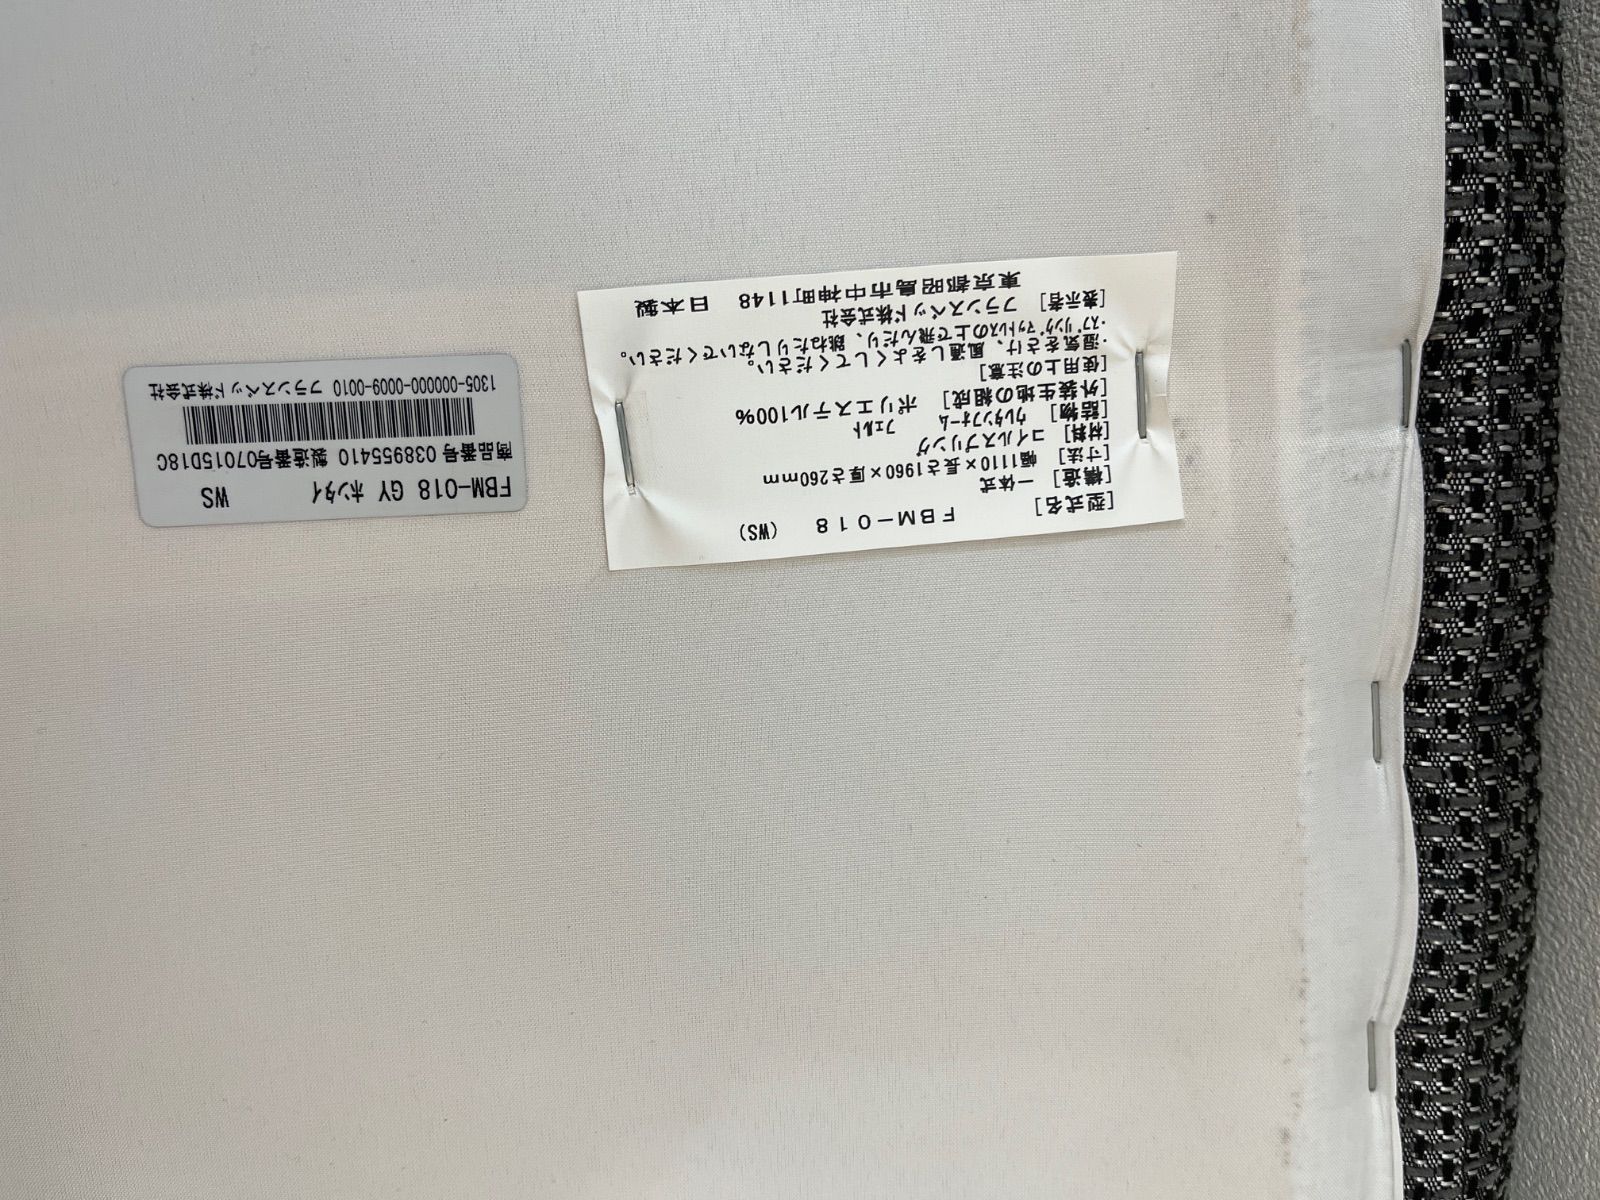 [型式名] FBM-018 (WS)
[構造] 一体式
[寸法] 幅1110×長さ1960×厚さ260mm
[材料] コイルスプリング
[詰物] ウレタンフォーム フェルト
[外装生地の組成] ポリエステル100%
[使用上の注意]
・湿気をさけ、風通しをよくしてください。
・スプリングマットレスの上で飛んだり、跳ねたりしないでください。
[表示者] フランスベッド株式会社
東京都昭島市中神町1148 日本製
FBM-018 GY ホンタイ WS
商品番号 038955410 製造番号07015D18C
1305-000000-0009-0010 フランスベッド株式会社